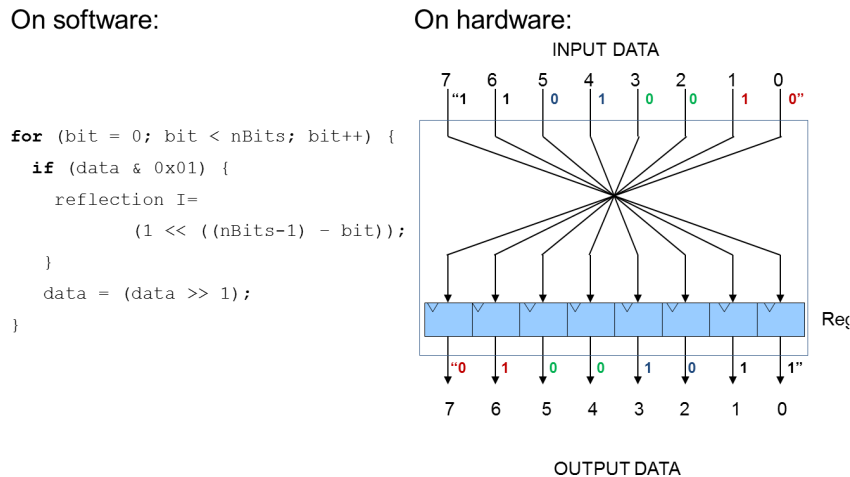 On software:
for (bit = 0; bit < nBits; bit++) {
if (data & 0x01) {
reflection I=
(1 << ((nBits-1) – bit));
}
data = (data >> 1);
}
On hardware:
INPUT DATA
7 6 5 4 3 2 1 0
“1 1 0 1 0 0 1 0”
Reg
“0 1 0 0 1 0 1 1”
7 6 5 4 3 2 1 0
OUTPUT DATA